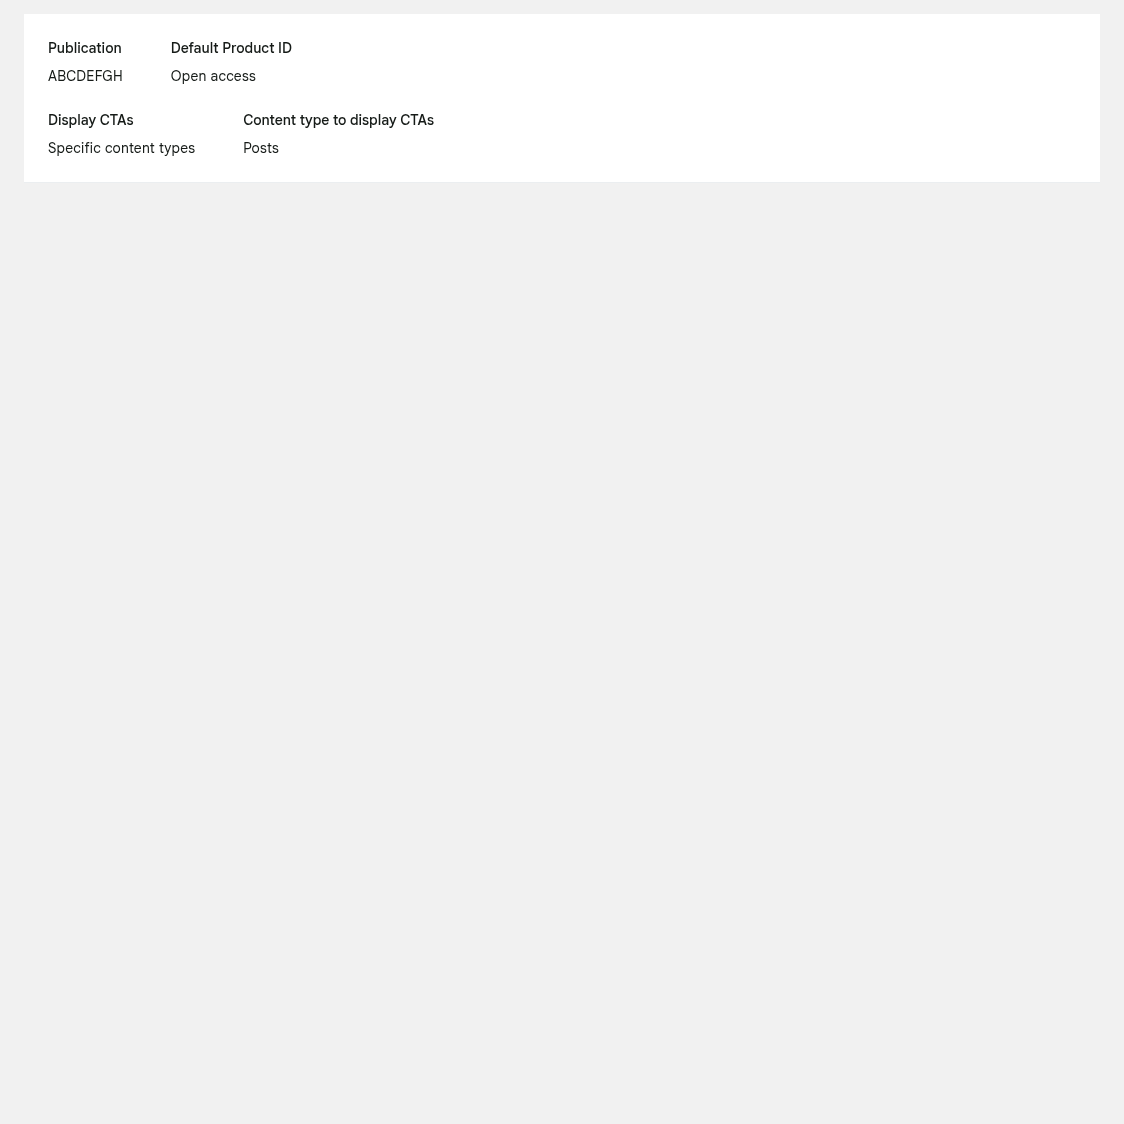 Publication Default Product ID
ABCDEFGH Open access
Display CTAs Content type to display CTAs
Specific content types Posts